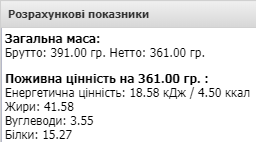 Розрахункові показники
Загальна маса:
Брутто: 391.00 гр. Нетто: 361.00 гр.
Поживна цінність на 361.00 гр. :
Енергетична цінність: 18.58 кДж / 4.50 ккал
Жири: 41.58
Вуглеводи: 3.55
Білки: 15.27